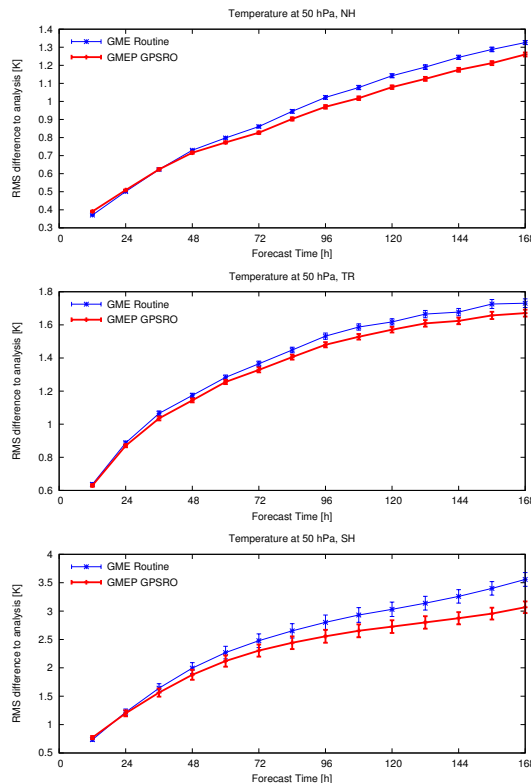 Temperature at 50 hPa, NH
1.4
1.3
1.2
1.1
1
0.9
0.8
0.7
0.6
0.5
0.4
0.3
RMS difference to analysis [K]
GME Routine
GMEP GPSRO
0 24 48 72 96 120 144 168
Forecast Time [h]
Temperature at 50 hPa, TR
1.8
1.6
1.4
1.2
1
0.8
0.6
RMS difference to analysis [K]
GME Routine
GMEP GPSRO
0 24 48 72 96 120 144 168
Forecast Time [h]
Temperature at 50 hPa, SH
4
3.5
3
2.5
2
1.5
1
0.5
RMS difference to analysis [K]
GME Routine
GMEP GPSRO
0 24 48 72 96 120 144 168
Forecast Time [h]